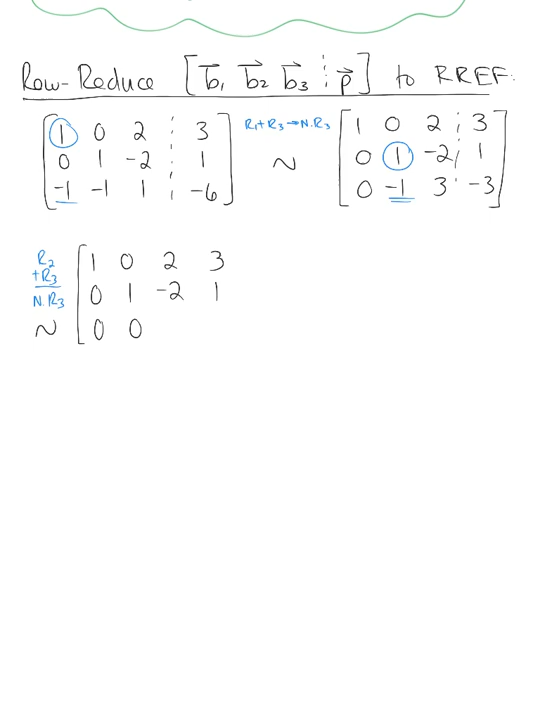 Row-Reduce [b⃗₁ b⃗₂ b⃗₃ ⋮ p⃗] to RREF:
[1 0 2 ⋮ 3] R₁+R₃→N.R₃ [1 0 2 ⋮ 3]
[0 1 -2 ⋮ 1] ~ [0 1 -2 ⋮ 1]
[-1 -1 1 ⋮ -6] [0 -1 3 ⋮ -3]
R₂ [1 0 2 3
+R₃
N.R₃ [0 1 -2 1
~ [0 0